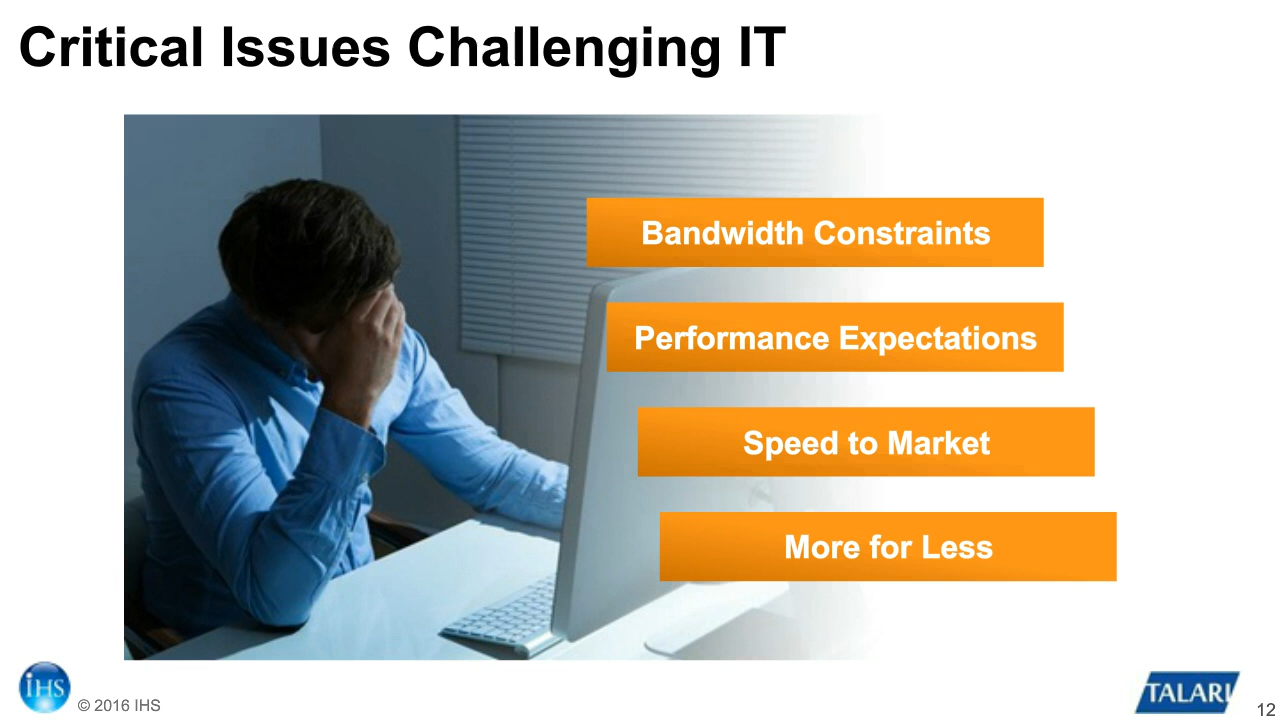 Critical Issues Challenging IT
Bandwidth Constraints
Performance Expectations
Speed to Market
More for Less
IHS
© 2016 IHS
TALARI
12